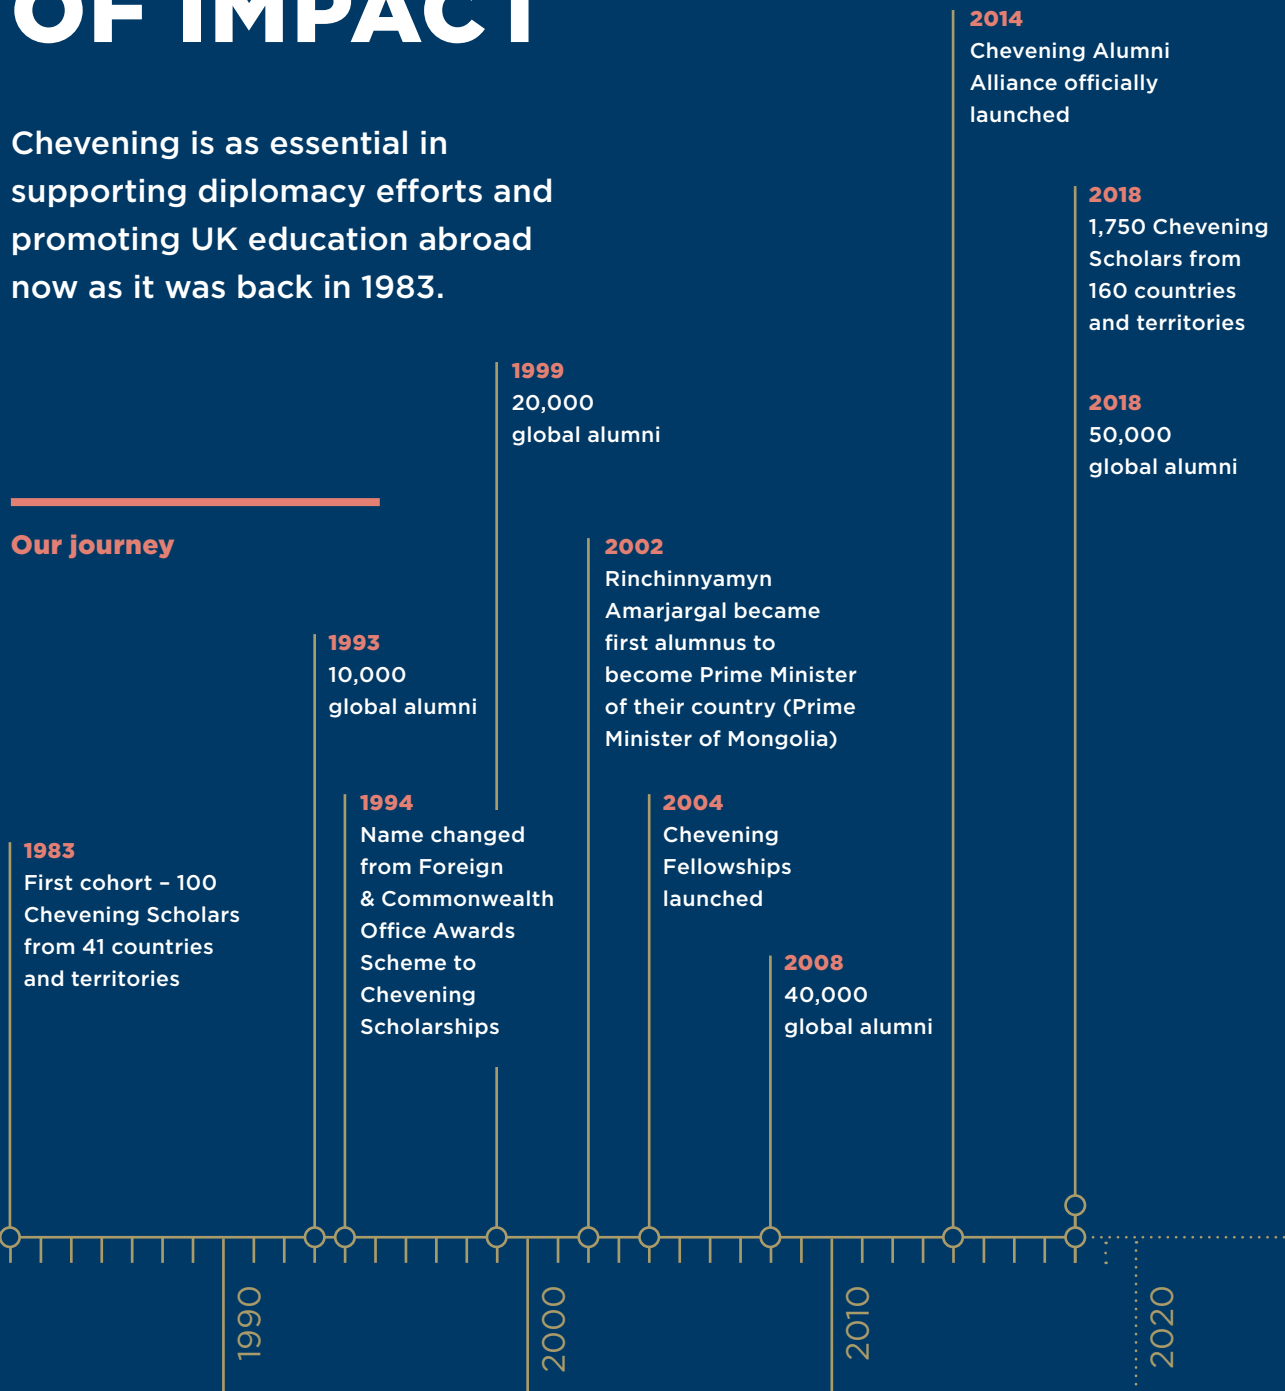 OF IMPACT
Chevening is as essential in
supporting diplomacy efforts and
promoting UK education abroad
now as it was back in 1983.
Our journey
1983
First cohort – 100
Chevening Scholars
from 41 countries
and territories
1993
10,000
global alumni
1994
Name changed
from Foreign
& Commonwealth
Office Awards
Scheme to
Chevening
Scholarships
1999
20,000
global alumni
2002
Rinchinnyamyn
Amarjargal became
first alumnus to
become Prime Minister
of their country (Prime
Minister of Mongolia)
2004
Chevening
Fellowships
launched
2008
40,000
global alumni
2014
Chevening Alumni
Alliance officially
launched
2018
1,750 Chevening
Scholars from
160 countries
and territories
2018
50,000
global alumni
1990
2000
2010
2020